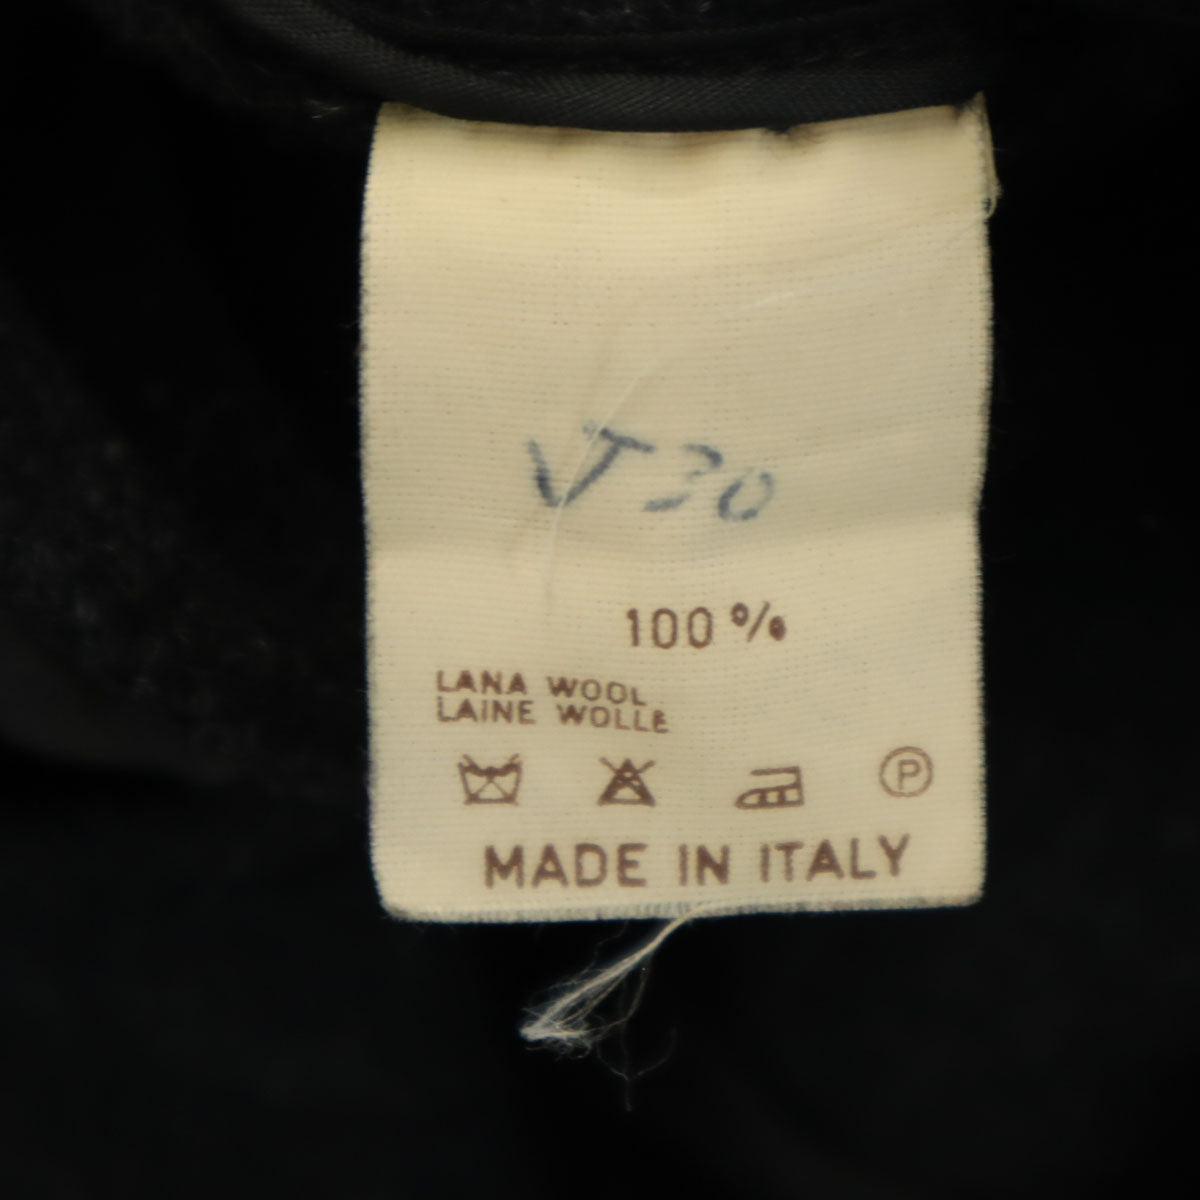 VT30
100%
LANA WOOL
LAINE WOLLE
P
MADE IN ITALY